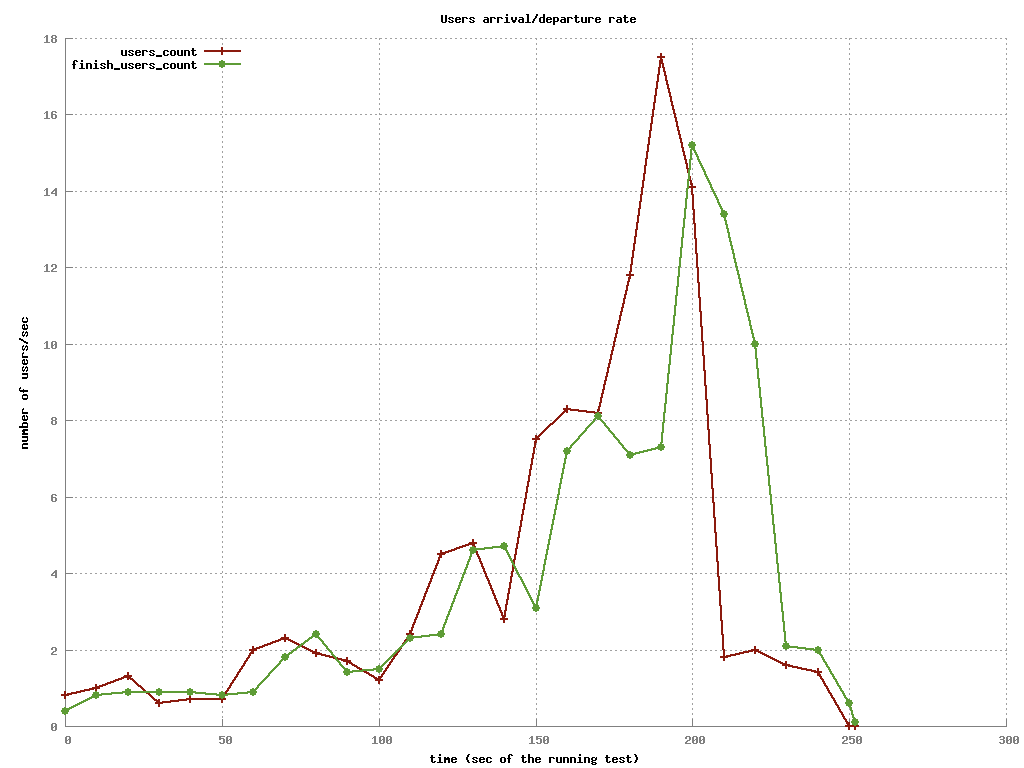 Users arrival/departure rate
users_count
finish_users_count
18
16
14
12
10
8
6
4
2
0
number of users/sec
0 50 100 150 200 250 300
time (sec of the running test)